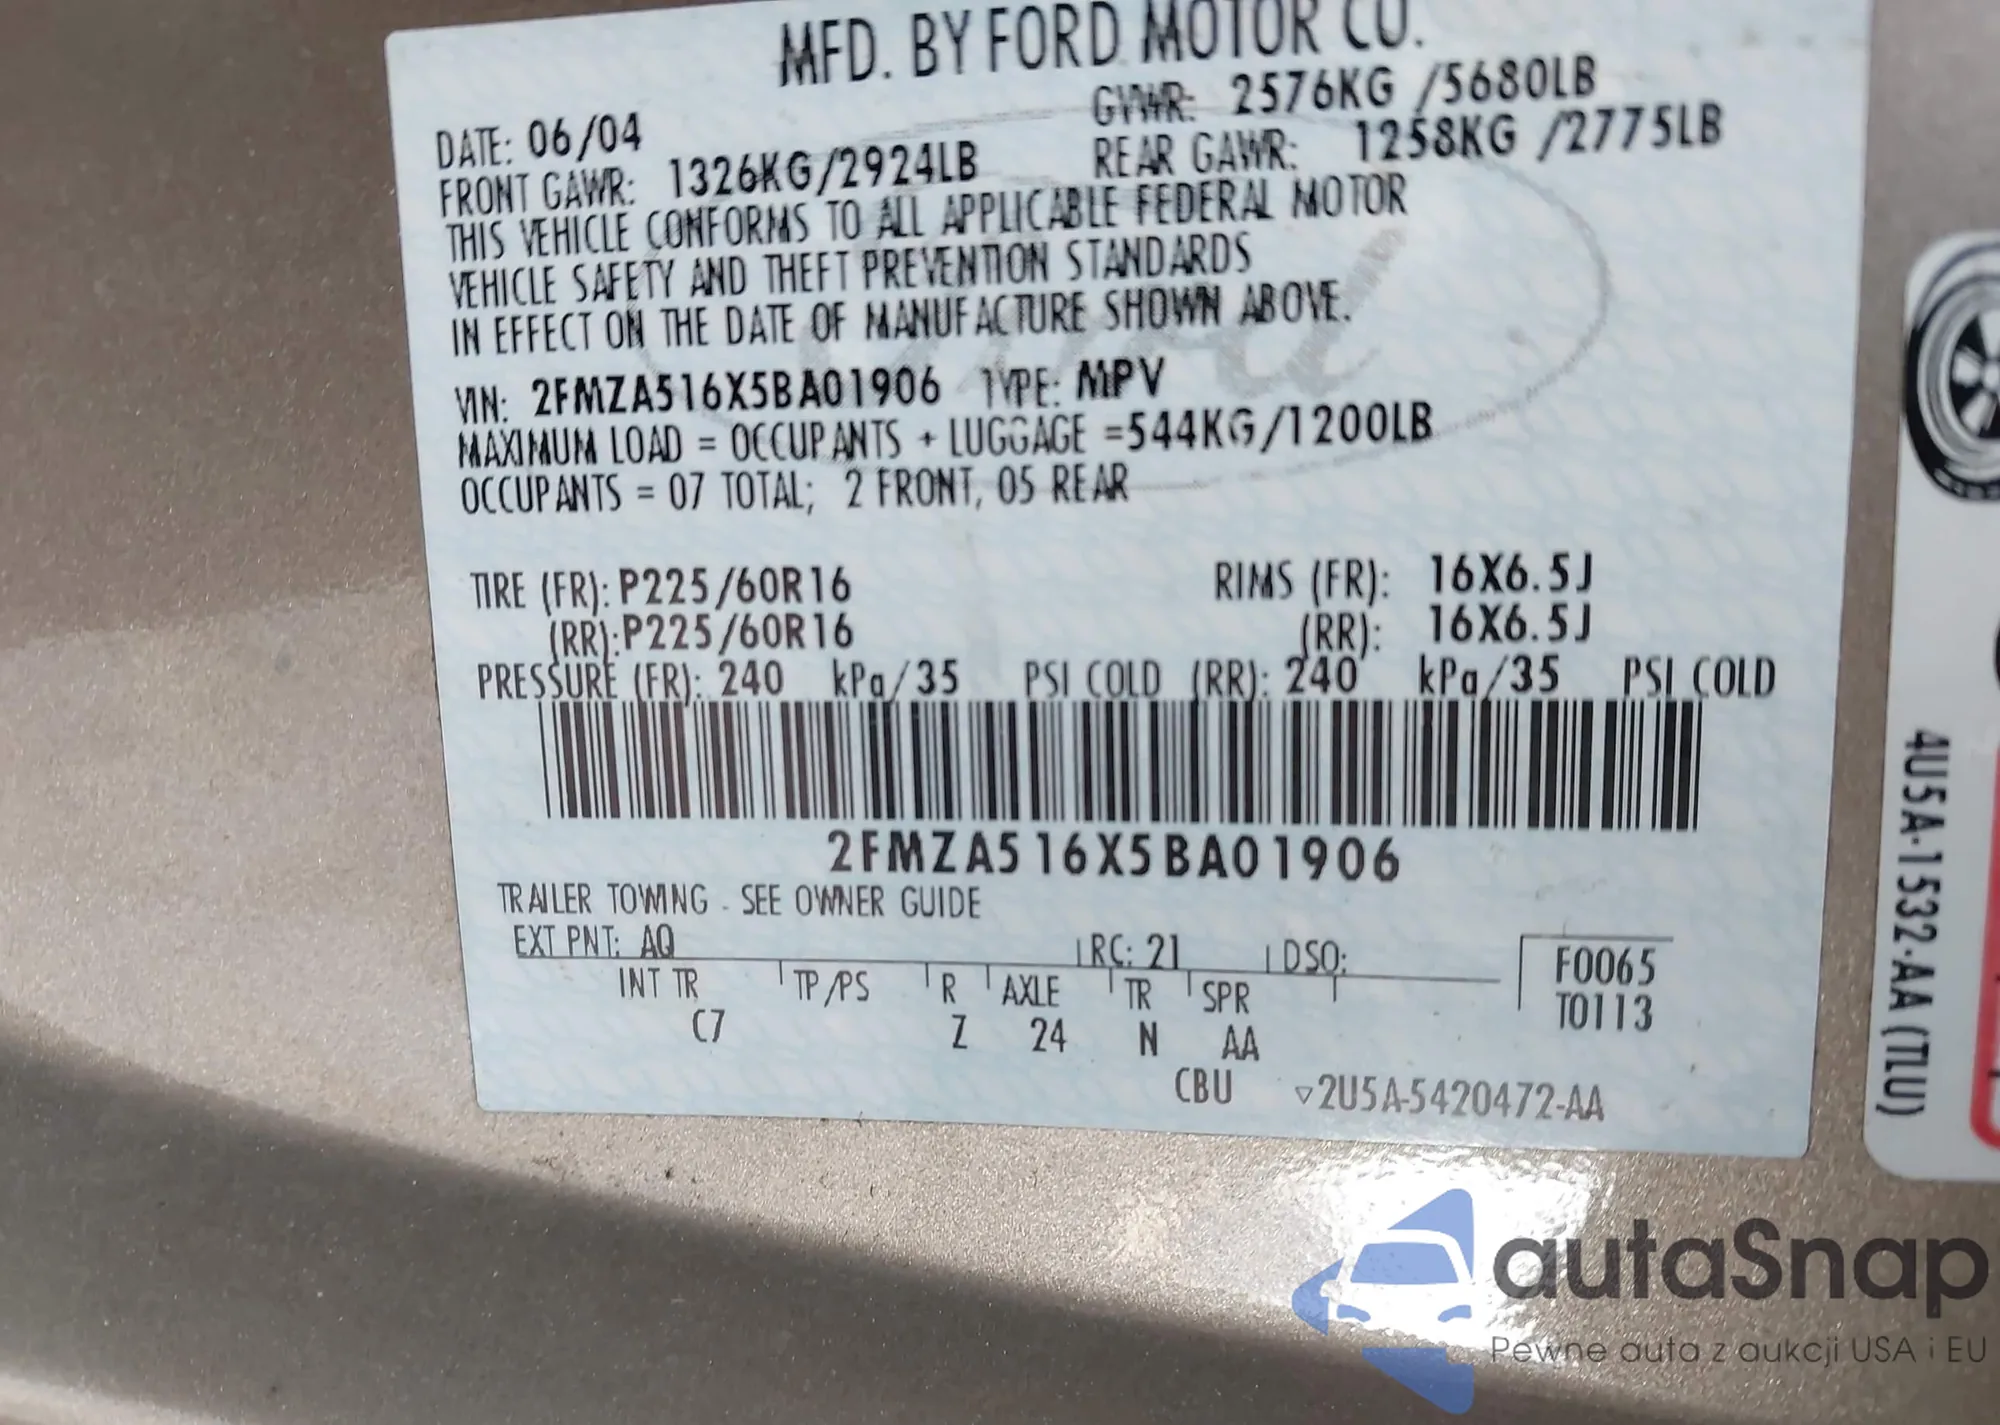 MFD. BY FORD MOTOR CO.
DATE: 06/04
GVWR: 2576KG /5680LB
FRONT GAWR: 1326KG/2924LB
REAR GAWR: 1258KG /2775LB
THIS VEHICLE CONFORMS TO ALL APPLICABLE FEDERAL MOTOR
VEHICLE SAFETY AND THEFT PREVENTION STANDARDS
IN EFFECT ON THE DATE OF MANUFACTURE SHOWN ABOVE.
VIN: 2FMZA516X5BA01906 TYPE: MPV
MAXIMUM LOAD = OCCUPANTS + LUGGAGE =544KG/1200LB
OCCUPANTS = 07 TOTAL; 2 FRONT, 05 REAR
TIRE (FR): P225/60R16 RIMS (FR): 16X6.5J
(RR): P225/60R16 (RR): 16X6.5J
PRESSURE (FR): 240 kPa/35 PSI COLD (RR): 240 kPa/35 PSI COLD
2FMZA516X5BA01906
TRAILER TOWING - SEE OWNER GUIDE
EXT PNT: AQ RC: 21 DSO:
F0065
T0113
INT TR TP/PS R AXLE TR SPR
C7 Z 24 N AA
CBU ▽2U5A-5420472-AA
4U5A-1532-AA (TLU)
Ford
autoSnap
Pewne auta z aukcji USA i EU